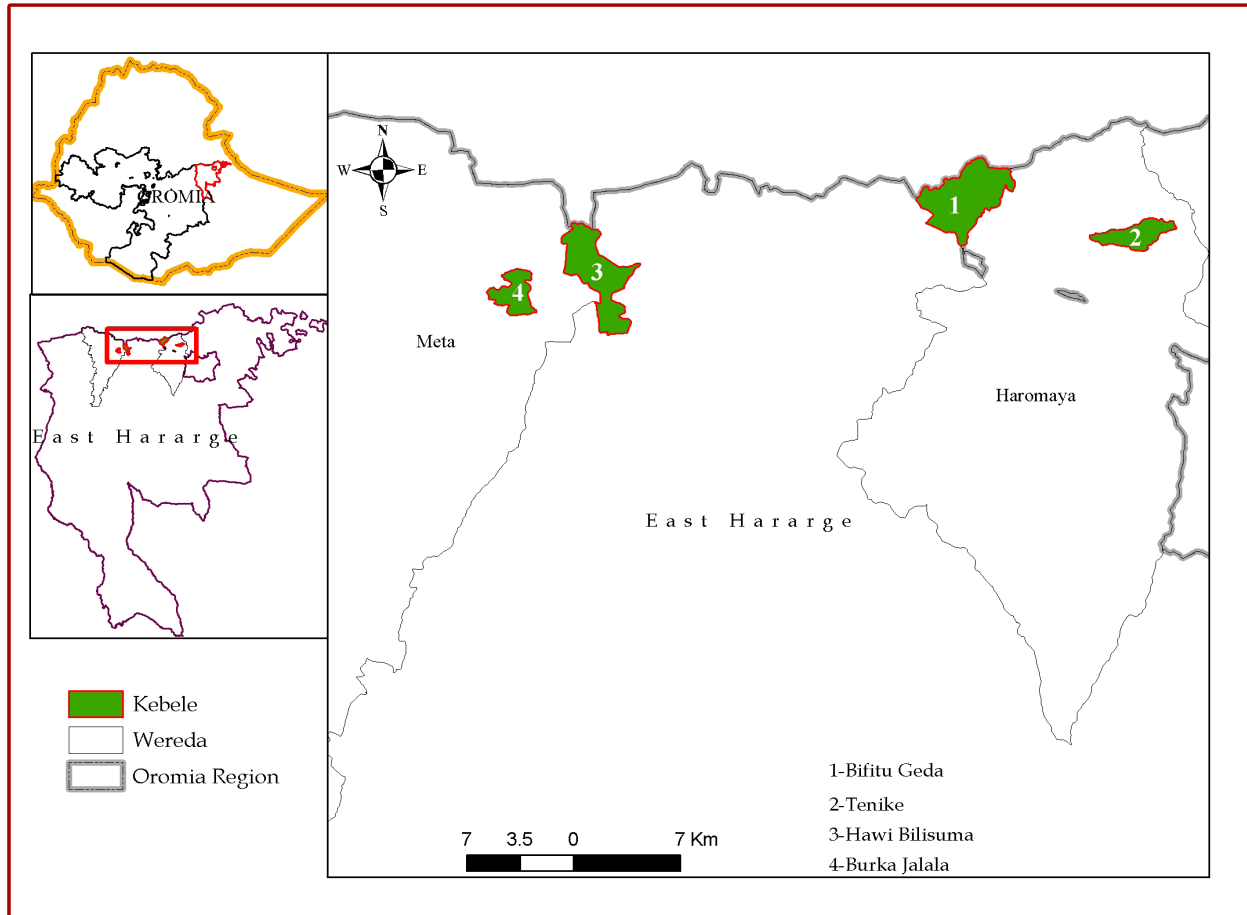 OROMIA
East Hararge
Kebele
Wereda
Oromia Region
N
W
E
S
1
2
3
4
Meta
Haromaya
East Hararge
1-Bifitu Geda
2-Tenike
3-Hawi Bilisuma
4-Burka Jalala
7 3.5 0 7 Km